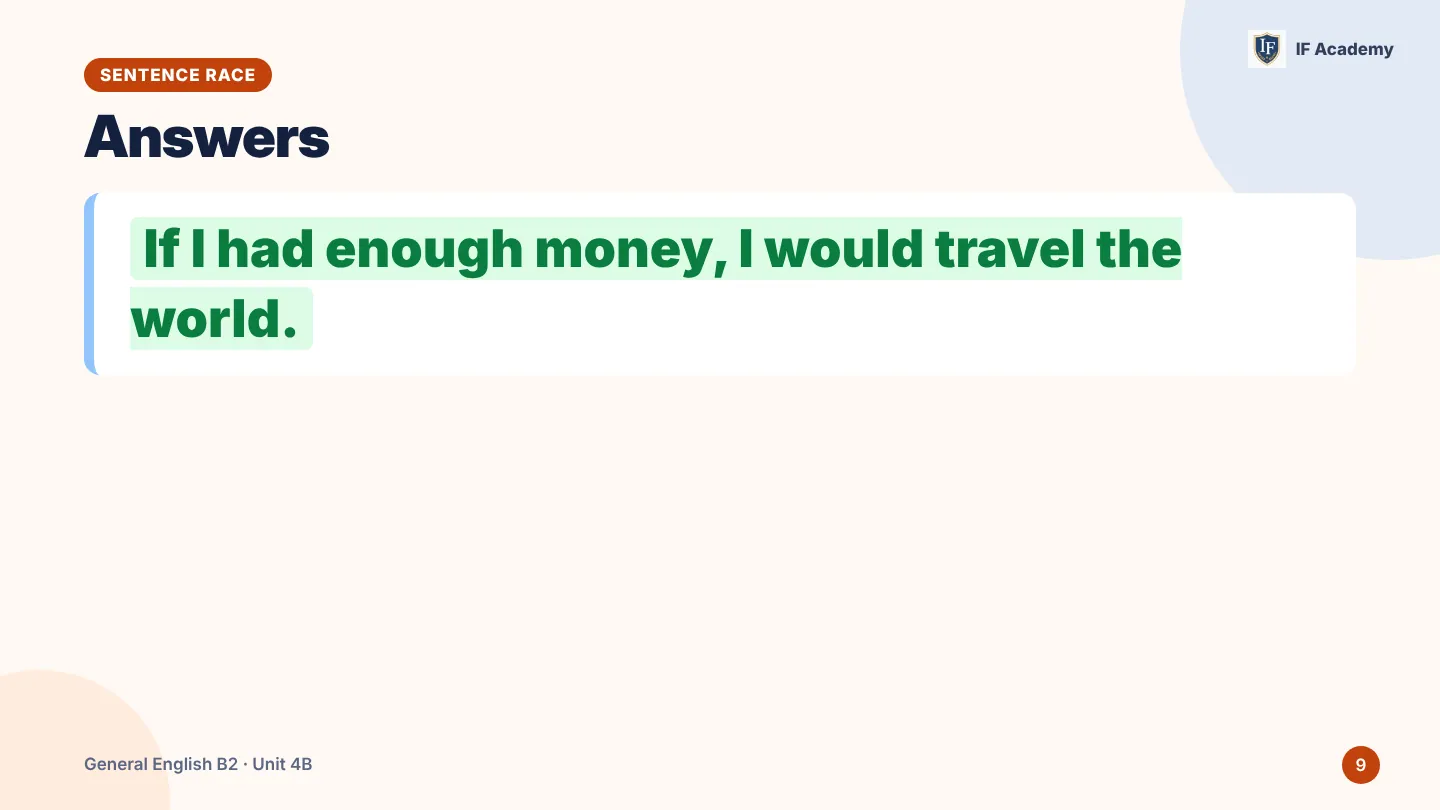 IF IF Academy
SENTENCE RACE
Answers
If I had enough money, I would travel the
world.
General English B2 · Unit 4B
9